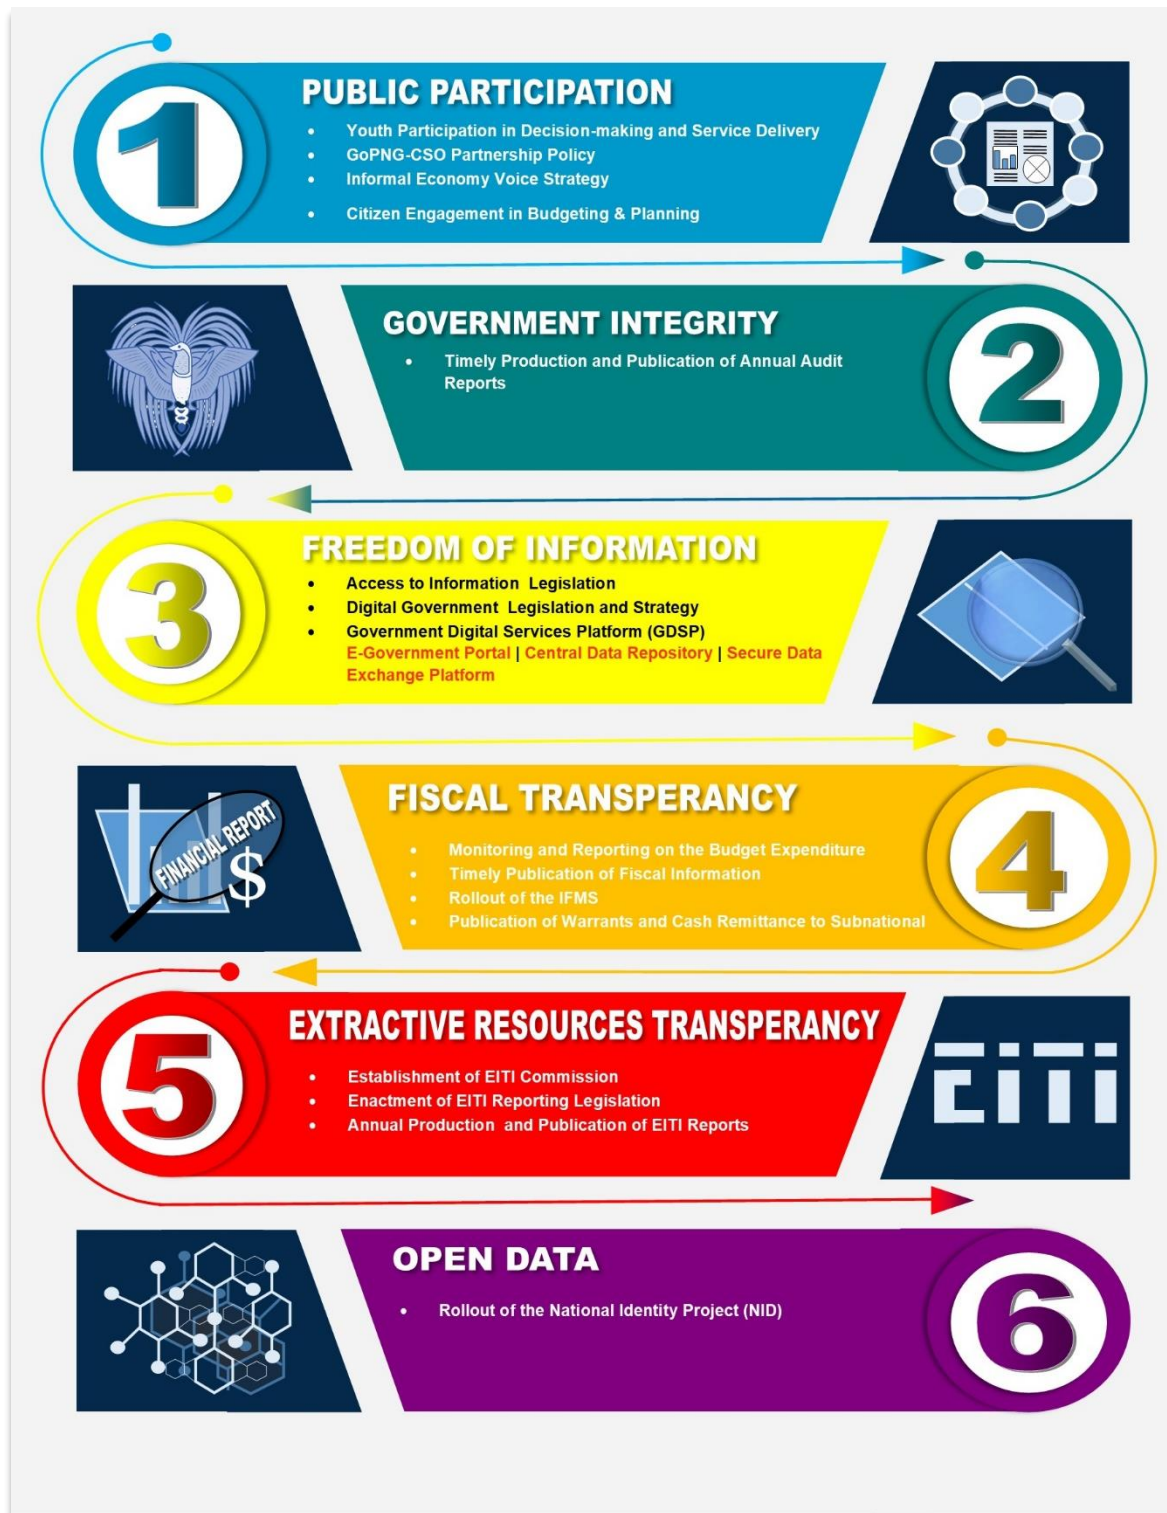 1
PUBLIC PARTICIPATION
• Youth Participation in Decision-making and Service Delivery
• GoPNG-CSO Partnership Policy
• Informal Economy Voice Strategy
• Citizen Engagement in Budgeting & Planning
GOVERNMENT INTEGRITY
• Timely Production and Publication of Annual Audit
Reports
2
3
FREEDOM OF INFORMATION
• Access to Information Legislation
• Digital Government Legislation and Strategy
• Government Digital Services Platform (GDSP)
E-Government Portal | Central Data Repository | Secure Data
Exchange Platform
FINANCIAL REPORT
$
FISCAL TRANSPERANCY
• Monitoring and Reporting on the Budget Expenditure
• Timely Publication of Fiscal Information
• Rollout of the IFMS
• Publication of Warrants and Cash Remittance to Subnational
4
5
EXTRACTIVE RESOURCES TRANSPERANCY
• Establishment of EITI Commission
• Enactment of EITI Reporting Legislation
• Annual Production and Publication of EITI Reports
EITI
OPEN DATA
• Rollout of the National Identity Project (NID)
6